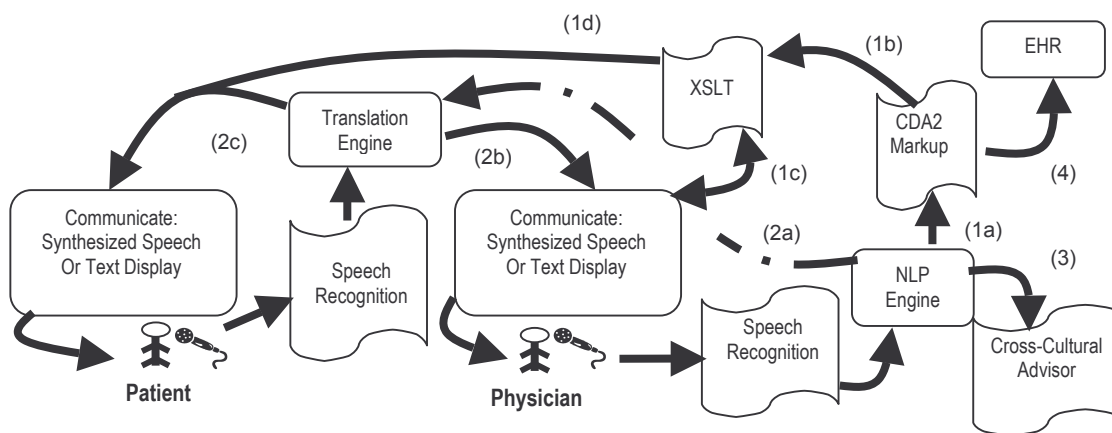 (1d)
(1b)
EHR
XSLT
Translation
Engine
CDA2
Markup
(2c)
(2b)
(1c)
(4)
Communicate:
Synthesized Speech
Or Text Display
Communicate:
Synthesized Speech
Or Text Display
(2a)
(1a)
(3)
Speech
Recognition
NLP
Engine
Speech
Recognition
Cross-Cultural
Advisor
Patient
Physician